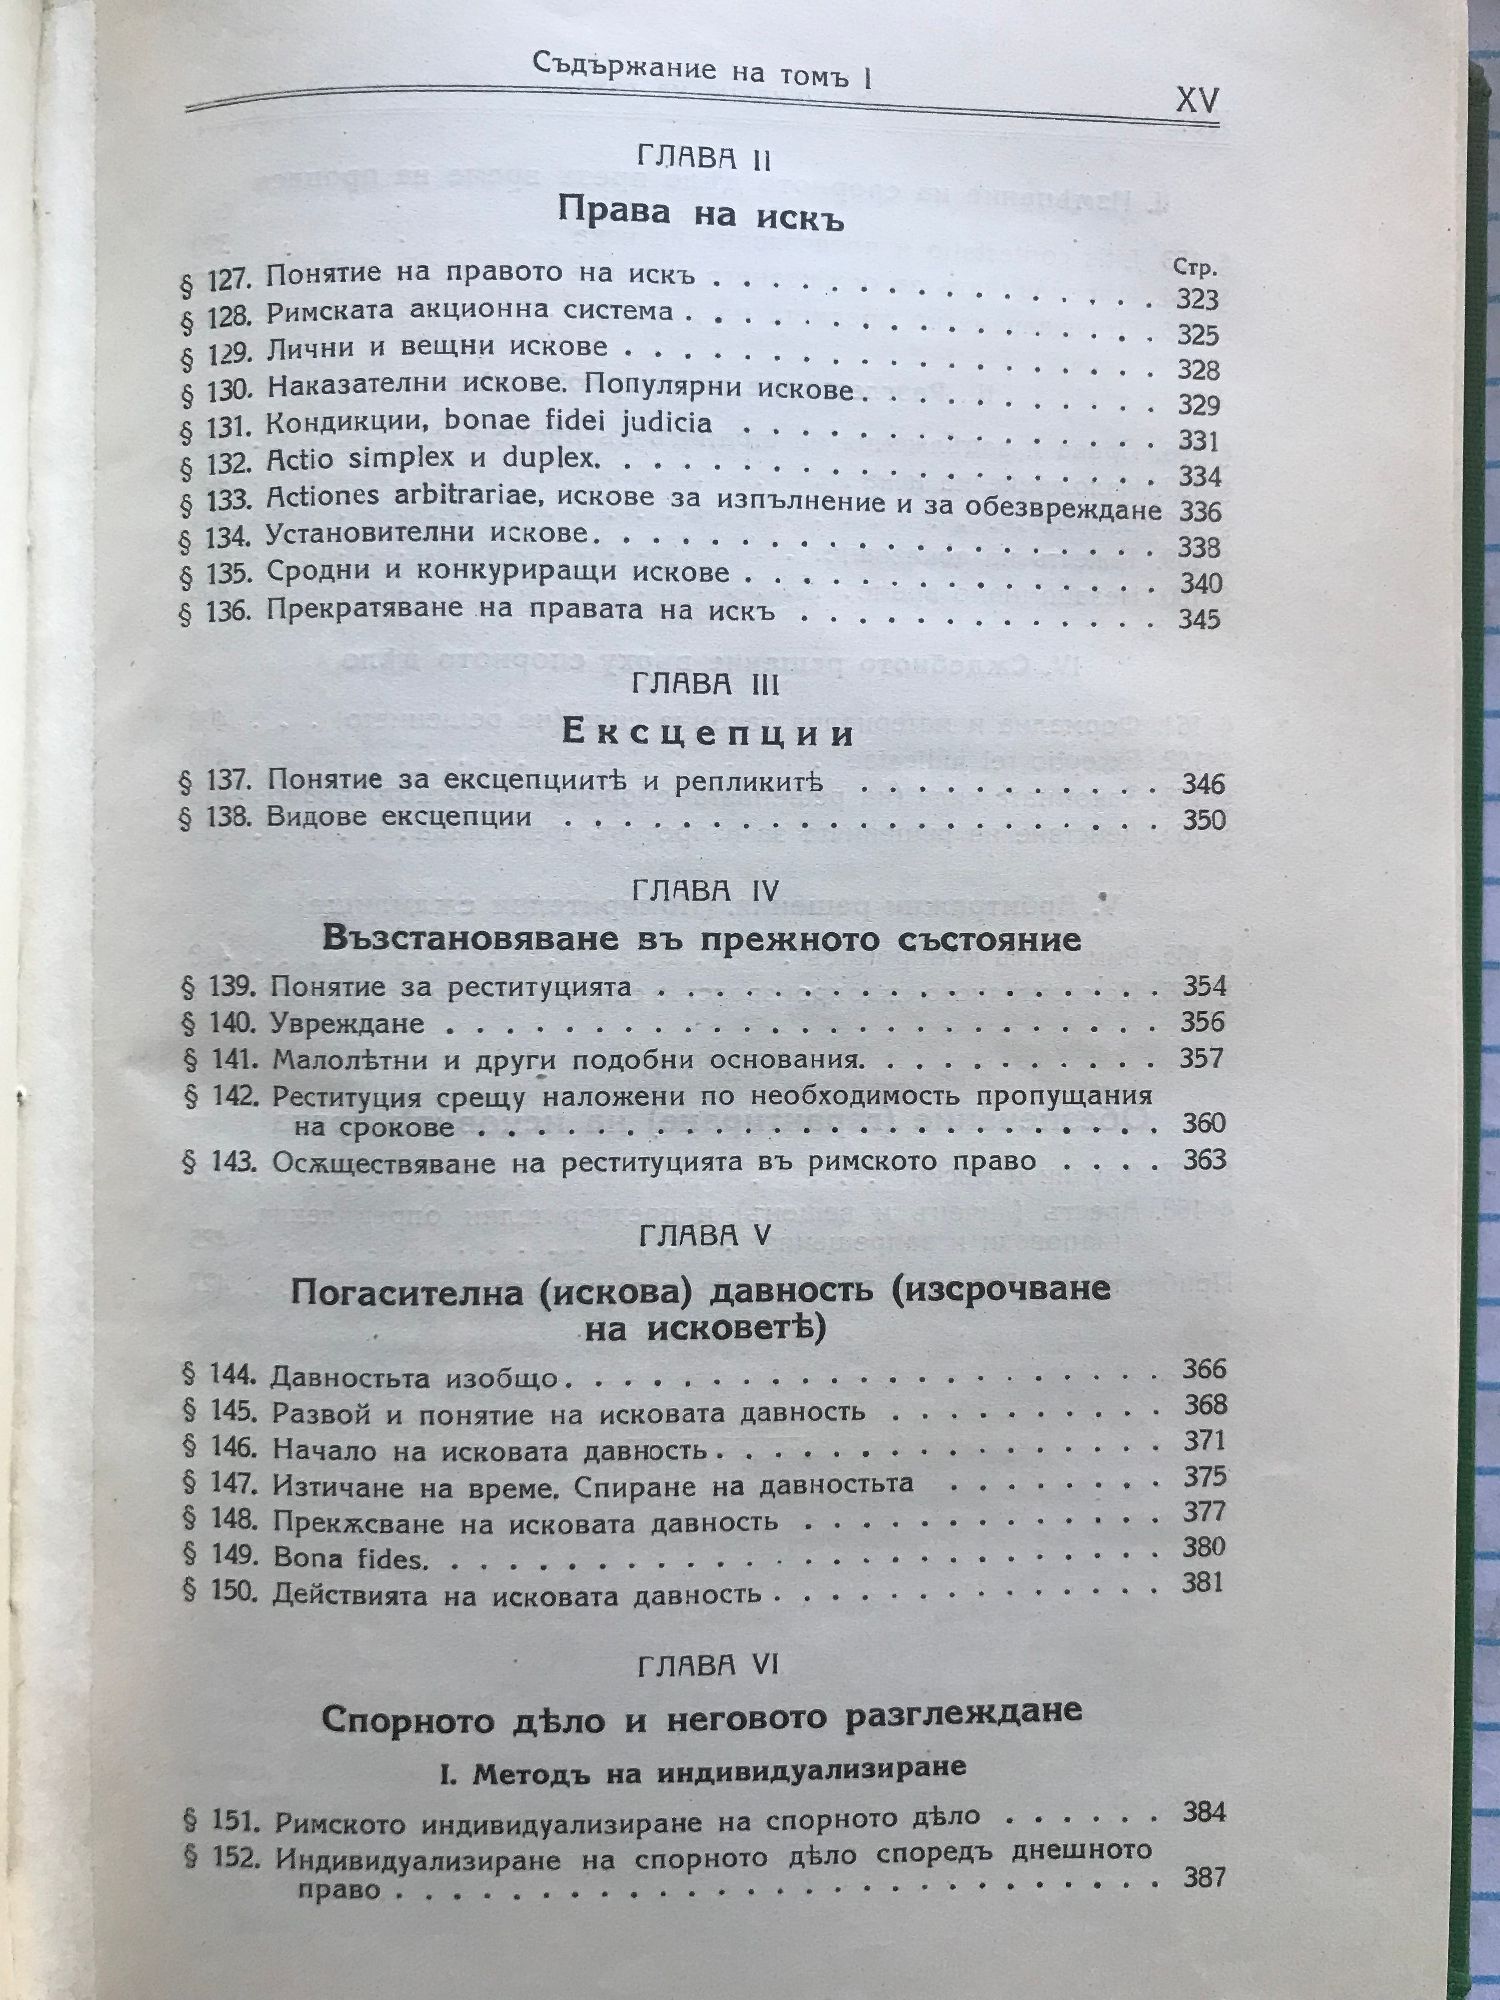 Съдържание на томъ I
XV
ГЛАВА II
Права на искъ
Стр.
§ 127. Понятие на правото на искъ . . . . . . . . . . . . . . . . 323
§ 128. Римската акционна система . . . . . . . . . . . . . . . . 325
§ 129. Лични и вещни искове . . . . . . . . . . . . . . . . . . 328
§ 130. Наказателни искове. Популярни искове . . . . . . . . . . 329
§ 131. Кондикции, bonae fidei judicia . . . . . . . . . . . . . . . 331
§ 132. Actio simplex и duplex. . . . . . . . . . . . . . . . . . . . 334
§ 133. Actiones arbitrariae, искове за изпълнение и за обезвреждане 336
§ 134. Установителни искове. . . . . . . . . . . . . . . . . . . . 338
§ 135. Сродни и конкуриращи искове . . . . . . . . . . . . . . . 340
§ 136. Прекратяване на правата на искъ . . . . . . . . . . . . . 345
ГЛАВА III
Ексцепции
§ 137. Понятие за ексцепциитѣ и репликитѣ . . . . . . . . . . . 346
§ 138. Видове ексцепции . . . . . . . . . . . . . . . . . . . . . 350
ГЛАВА IV
Възстановяване въ прежното състояние
§ 139. Понятие за реституцията . . . . . . . . . . . . . . . . . . 354
§ 140. Увреждане . . . . . . . . . . . . . . . . . . . . . . . . . 356
§ 141. Малолѣтни и други подобни основания. . . . . . . . . . . 357
§ 142. Реституция срещу наложени по необходимость пропущания
на срокове . . . . . . . . . . . . . . . . . . . . . . . . 360
§ 143. Осѫществяване на реституцията въ римското право . . . . 363
ГЛАВА V
Погасителна (искова) давность (изсрочване
на исковетѣ)
§ 144. Давностьта изобщо. . . . . . . . . . . . . . . . . . . . . 366
§ 145. Развой и понятие на исковата давность . . . . . . . . . . 368
§ 146. Начало на исковата давность . . . . . . . . . . . . . . . . 371
§ 147. Изтичане на време. Спиране на давностьта . . . . . . . . 375
§ 148. Прекѫсване на исковата давность . . . . . . . . . . . . . 377
§ 149. Bona fides. . . . . . . . . . . . . . . . . . . . . . . . . . 380
§ 150. Действията на исковата давность . . . . . . . . . . . . . . 381
ГЛАВА VI
Спорното дѣло и неговото разглеждане
I. Методъ на индивидуализиране
§ 151. Римското индивидуализиране на спорното дѣло . . . . . . 384
§ 152. Индивидуализиране на спорното дѣло споредъ днешното
право . . . . . . . . . . . . . . . . . . . . . . . . . . . 387